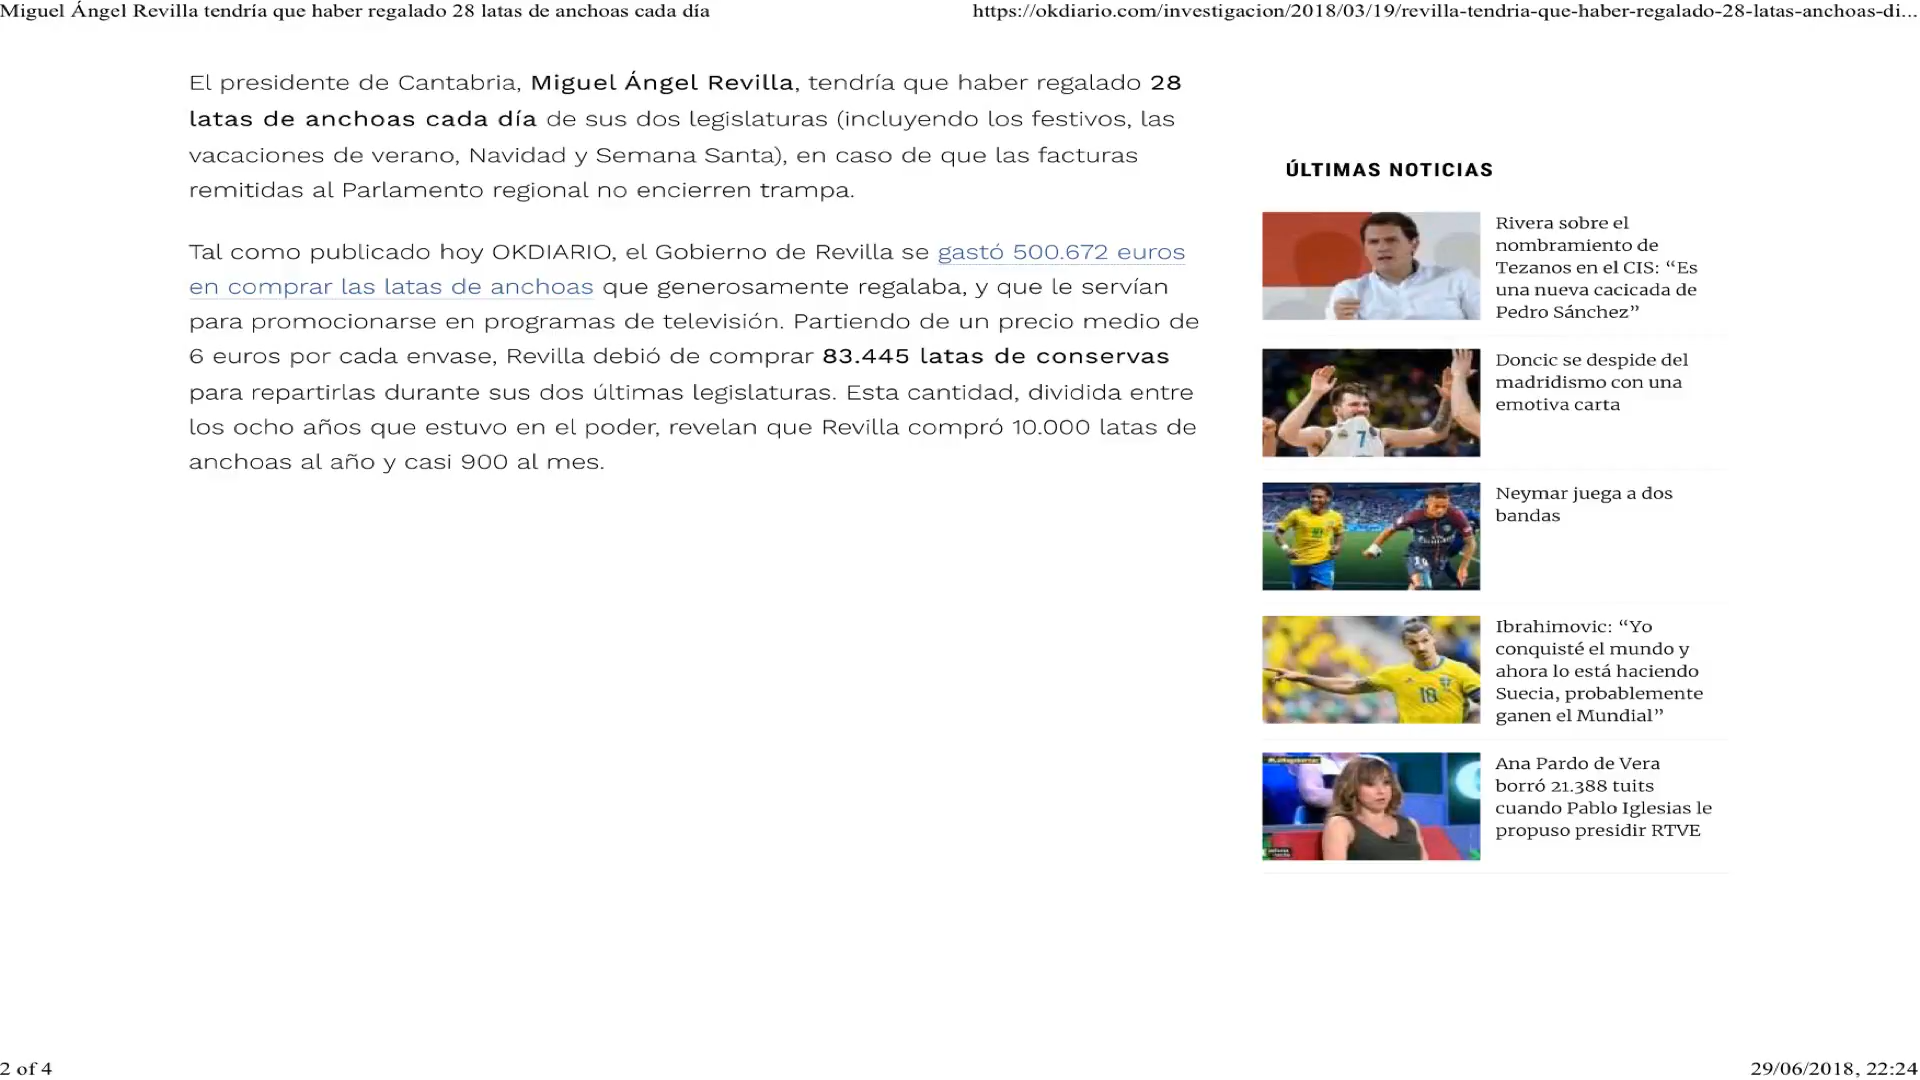 Miguel Ángel Revilla tendría que haber regalado 28 latas de anchoas cada día
https://okdiario.com/investigacion/2018/03/19/revilla-tendria-que-haber-regalado-28-latas-anchoas-di...
El presidente de Cantabria, Miguel Ángel Revilla, tendría que haber regalado 28
latas de anchoas cada día de sus dos legislaturas (incluyendo los festivos, las
vacaciones de verano, Navidad y Semana Santa), en caso de que las facturas
remitidas al Parlamento regional no encierren trampa.
Tal como publicado hoy OKDIARIO, el Gobierno de Revilla se gastó 500.672 euros
en comprar las latas de anchoas que generosamente regalaba, y que le servían
para promocionarse en programas de televisión. Partiendo de un precio medio de
6 euros por cada envase, Revilla debió de comprar 83.445 latas de conservas
para repartirlas durante sus dos últimas legislaturas. Esta cantidad, dividida entre
los ocho años que estuvo en el poder, revelan que Revilla compró 10.000 latas de
anchoas al año y casi 900 al mes.
ÚLTIMAS NOTICIAS
Rivera sobre el
nombramiento de
Tezanos en el CIS: “Es
una nueva cacicada de
Pedro Sánchez”
Doncic se despide del
madridismo con una
emotiva carta
7
Neymar juega a dos
bandas
10
Ibrahimovic: “Yo
conquisté el mundo y
ahora lo está haciendo
Suecia, probablemente
ganen el Mundial”
10
Ana Pardo de Vera
borró 21.388 tuits
cuando Pablo Iglesias le
propuso presidir RTVE
2 of 4
29/06/2018, 22:24